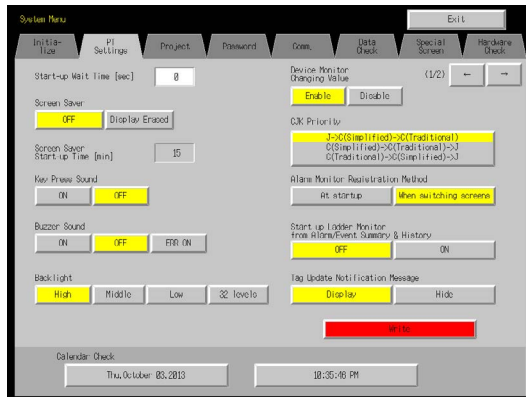 System Menu
Exit
Initia-
lize
PT
Settings
Project
Password
Comm.
Data
Check
Special
Screen
Hardware
Check
Start-up Wait Time [sec]
0
Screen Saver
OFF
Display Erased
Screen Saver
Start-up Time [min]
15
Key Press Sound
ON
OFF
Buzzer Sound
ON
OFF
ERR ON
Backlight
High
Middle
Low
32 levels
Device Monitor
Changing Value
(1/2)
←
→
Enable
Disable
CJK Priority
J->C(Simplified)->C(Traditional)
C(Simplified)->C(Traditional)->J
C(Traditional)->C(Simplified)->J
Alarm Monitor Registration Method
At startup
When switching screens
Start up Ladder Monitor
from Alarm/Event Summary & History
OFF
ON
Tag Update Notification Message
Display
Hide
Write
Calendar Check
Thu,October 03,2013
10:35:46 PM